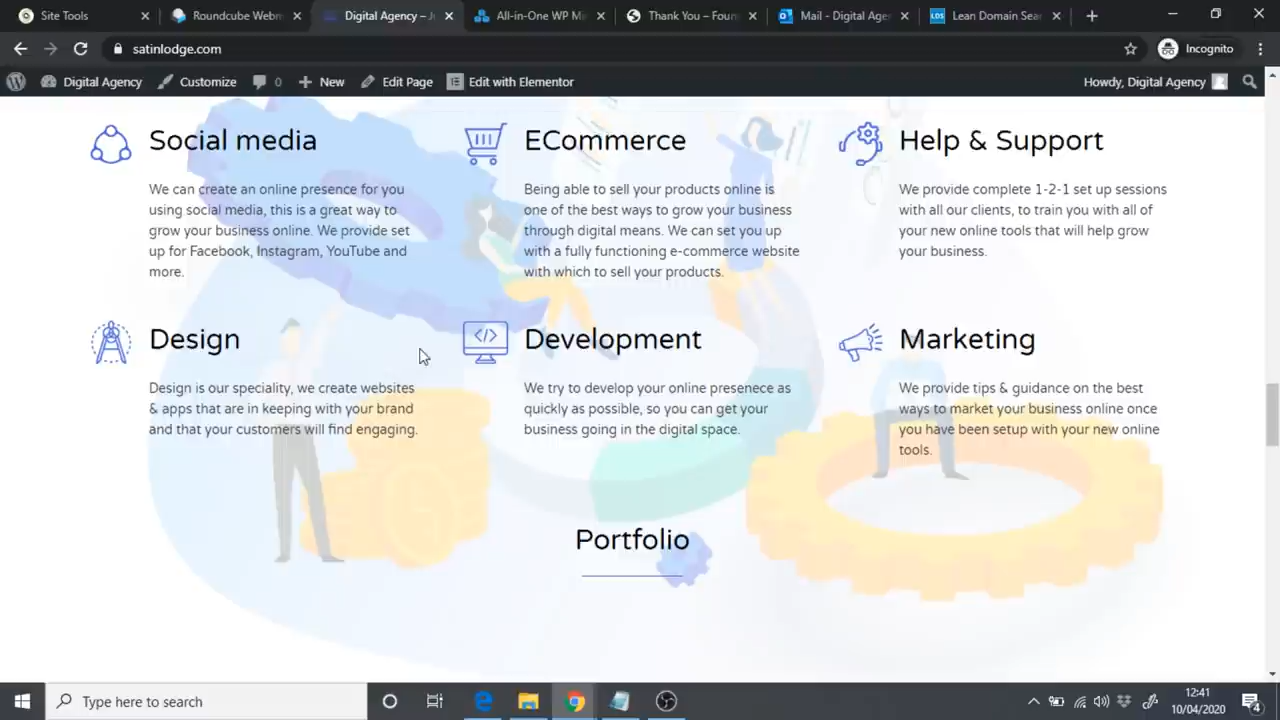 Site Tools
Roundcube Webm
Digital Agency – J
All-in-One WP Mi
Thank You – Foun
Mail - Digital Age
LDS Lean Domain Sea
satinlodge.com
Incognito
Digital Agency
Customize
0
New
Edit Page
Edit with Elementor
Howdy, Digital Agency
Social media
We can create an online presence for you
using social media, this is a great way to
grow your business online. We provide set
up for Facebook, Instagram, YouTube and
more.
ECommerce
Being able to sell your products online is
one of the best ways to grow your business
through digital means. We can set you up
with a fully functioning e-commerce website
with which to sell your products.
Help & Support
We provide complete 1-2-1 set up sessions
with all our clients, to train you with all of
your new online tools that will help grow
your business.
Design
Design is our speciality, we create websites
& apps that are in keeping with your brand
and that your customers will find engaging.
Development
We try to develop your online presenece as
quickly as possible, so you can get your
business going in the digital space.
Marketing
We provide tips & guidance on the best
ways to market your business online once
you have been setup with your new online
tools.
Portfolio
Type here to search
12:41
10/04/2020
4